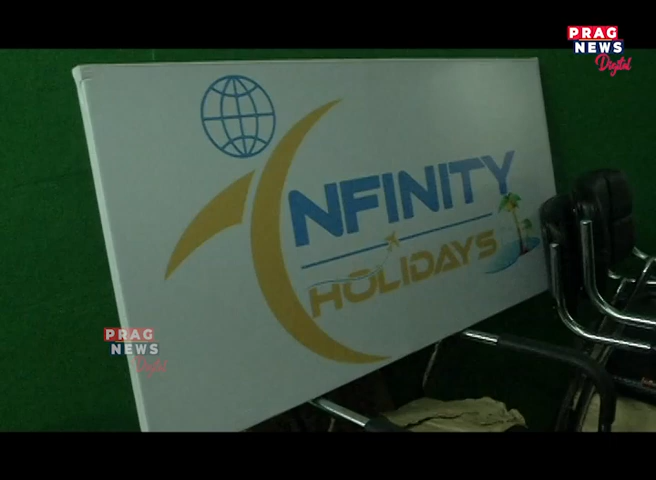 PRAG
NEWS
Digital
NFINITY
HOLIDAYS
PRAG
NEWS
Digital